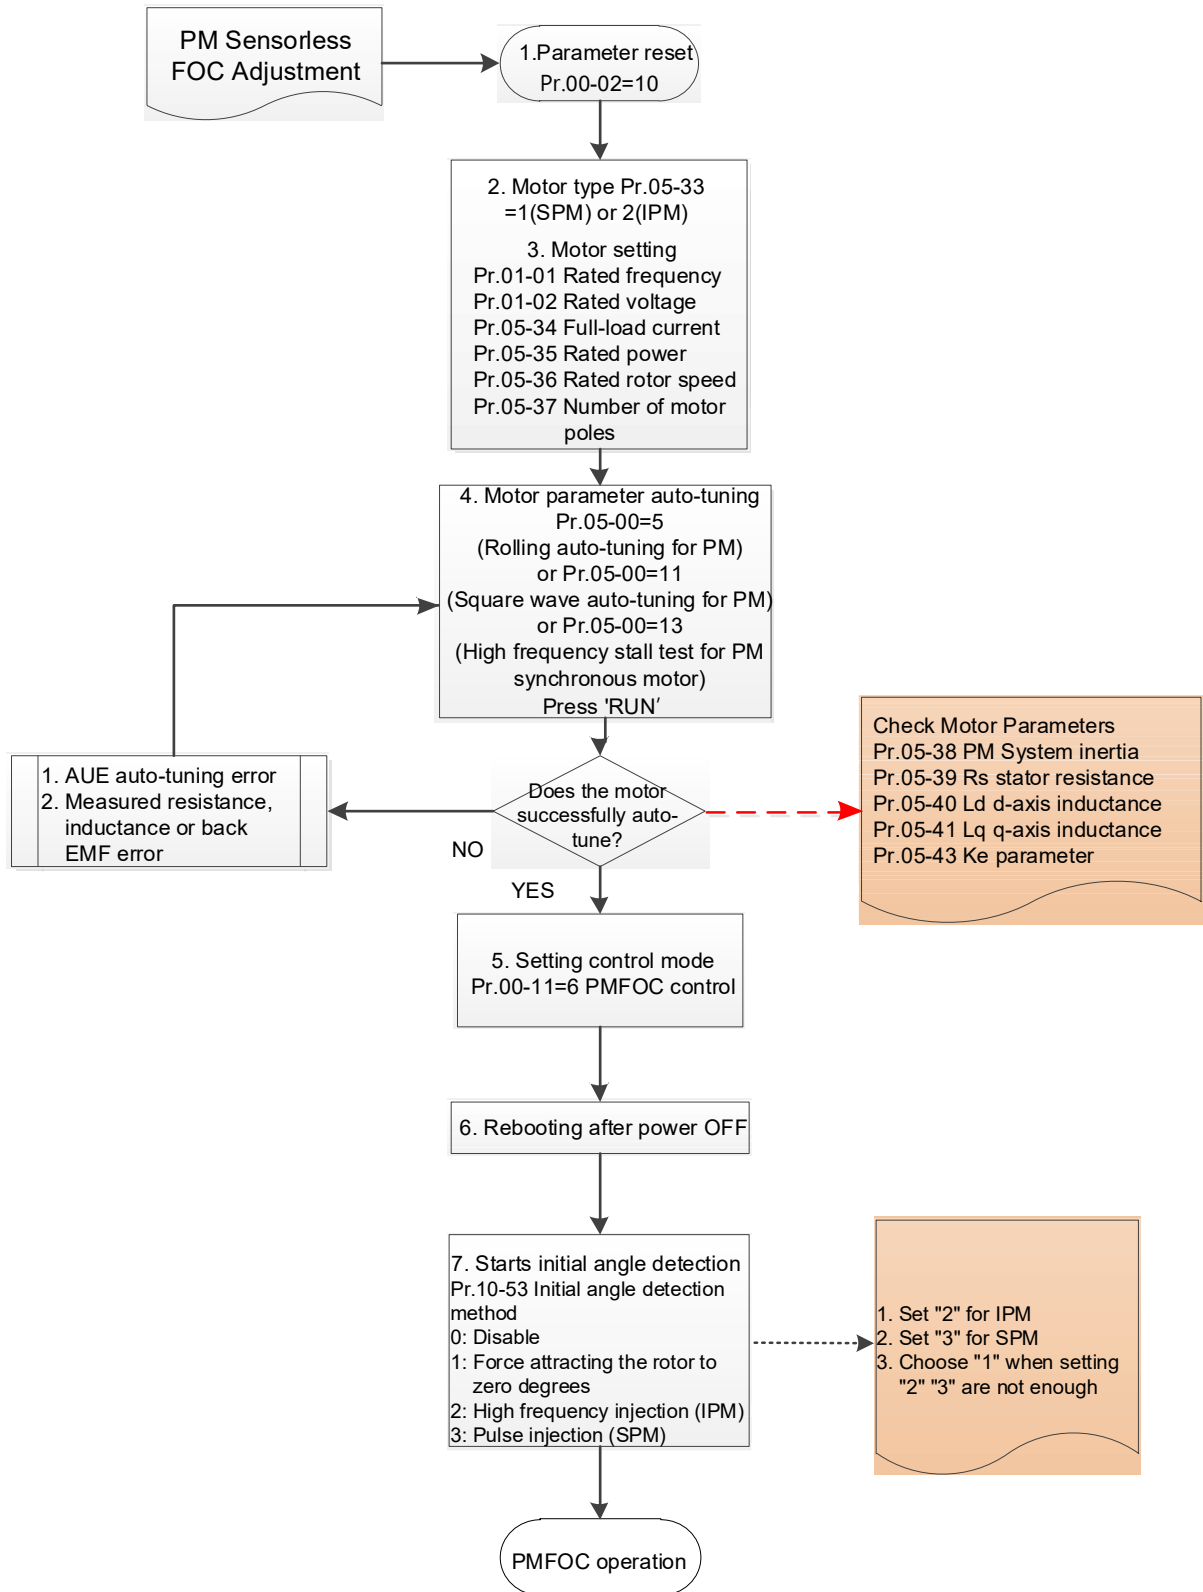 PM Sensorless
FOC Adjustment
1.Parameter reset
Pr.00-02=10
2. Motor type Pr.05-33
=1(SPM) or 2(IPM)
3. Motor setting
Pr.01-01 Rated frequency
Pr.01-02 Rated voltage
Pr.05-34 Full-load current
Pr.05-35 Rated power
Pr.05-36 Rated rotor speed
Pr.05-37 Number of motor
poles
4. Motor parameter auto-tuning
Pr.05-00=5
(Rolling auto-tuning for PM)
or Pr.05-00=11
(Square wave auto-tuning for PM)
or Pr.05-00=13
(High frequency stall test for PM
synchronous motor)
Press 'RUN'
1. AUE auto-tuning error
2. Measured resistance,
inductance or back
EMF error
Does the motor
successfully auto-
tune?
NO
YES
Check Motor Parameters
Pr.05-38 PM System inertia
Pr.05-39 Rs stator resistance
Pr.05-40 Ld d-axis inductance
Pr.05-41 Lq q-axis inductance
Pr.05-43 Ke parameter
5. Setting control mode
Pr.00-11=6 PMFOC control
6. Rebooting after power OFF
7. Starts initial angle detection
Pr.10-53 Initial angle detection
method
0: Disable
1: Force attracting the rotor to
zero degrees
2: High frequency injection (IPM)
3: Pulse injection (SPM)
1. Set "2" for IPM
2. Set "3" for SPM
3. Choose "1" when setting
"2" "3" are not enough
PMFOC operation